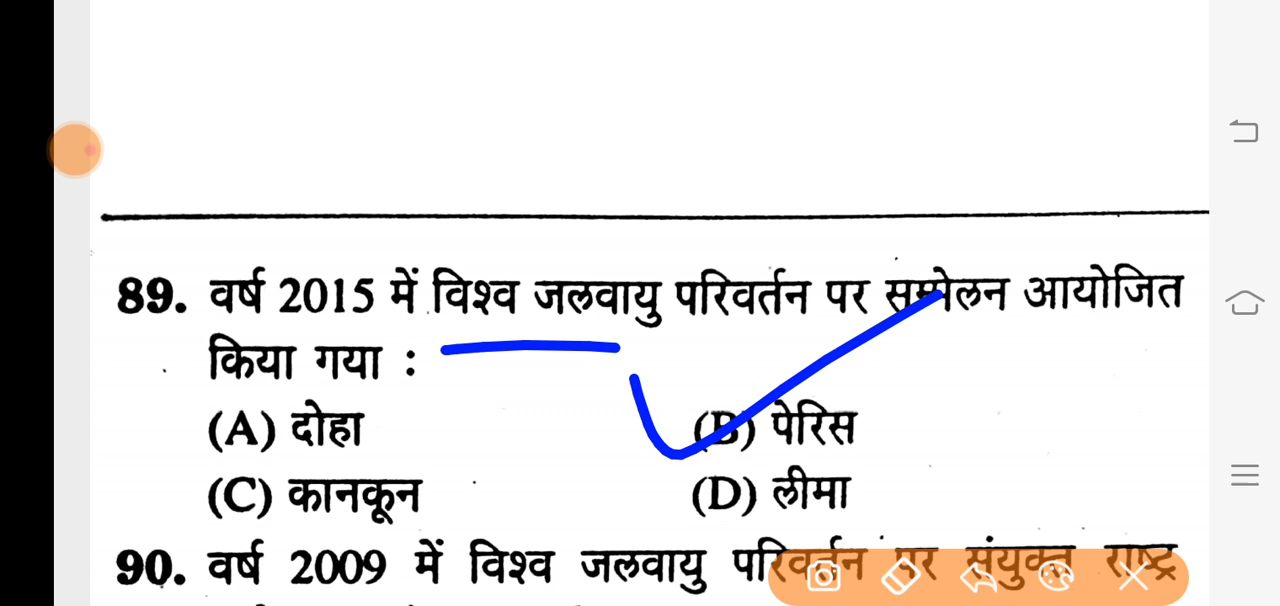 89. वर्ष 2015 में विश्व जलवायु परिवर्तन पर सम्मेलन आयोजित
किया गया :
(A) दोहा (B) पेरिस
(C) कानकून (D) लीमा
90. वर्ष 2009 में विश्व जलवायु परिवर्तन पर संयुक्त राष्ट्र